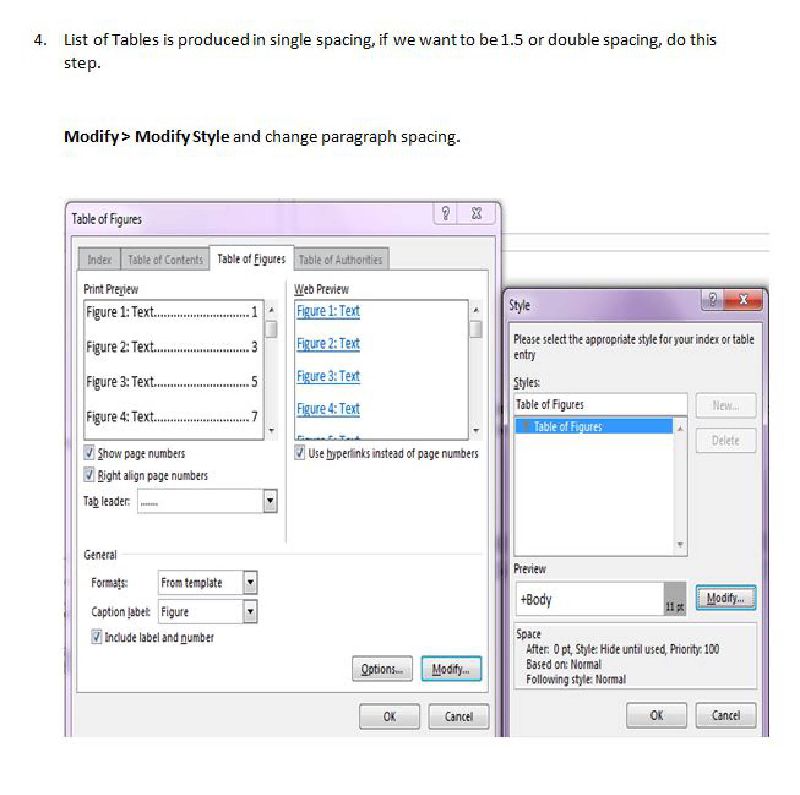 4. List of Tables is produced in single spacing, if we want to be 1.5 or double spacing, do this
step.
Modify> Modify Style and change paragraph spacing.
Table of Figures
Index Table of Contents Table of Figures Table of Authorities
Print Preview
Figure 1: Text..............................1
Figure 2: Text..............................3
Figure 3: Text..............................5
Figure 4: Text..............................7
Web Preview
Figure 1: Text
Figure 2: Text
Figure 3: Text
Figure 4: Text
Show page numbers
Right align page numbers
Tab leader: .......
Use hyperlinks instead of page numbers
General
Formats: From template
Caption label: Figure
Include label and number
Options... Modify...
OK Cancel
Style
Please select the appropriate style for your index or table
entry
Styles:
Table of Figures
Table of Figures
New...
Delete
Preview
+Body 11 pt
Modify...
Space
After: 0 pt, Style: Hide until used, Priority: 100
Based on: Normal
Following style: Normal
OK Cancel